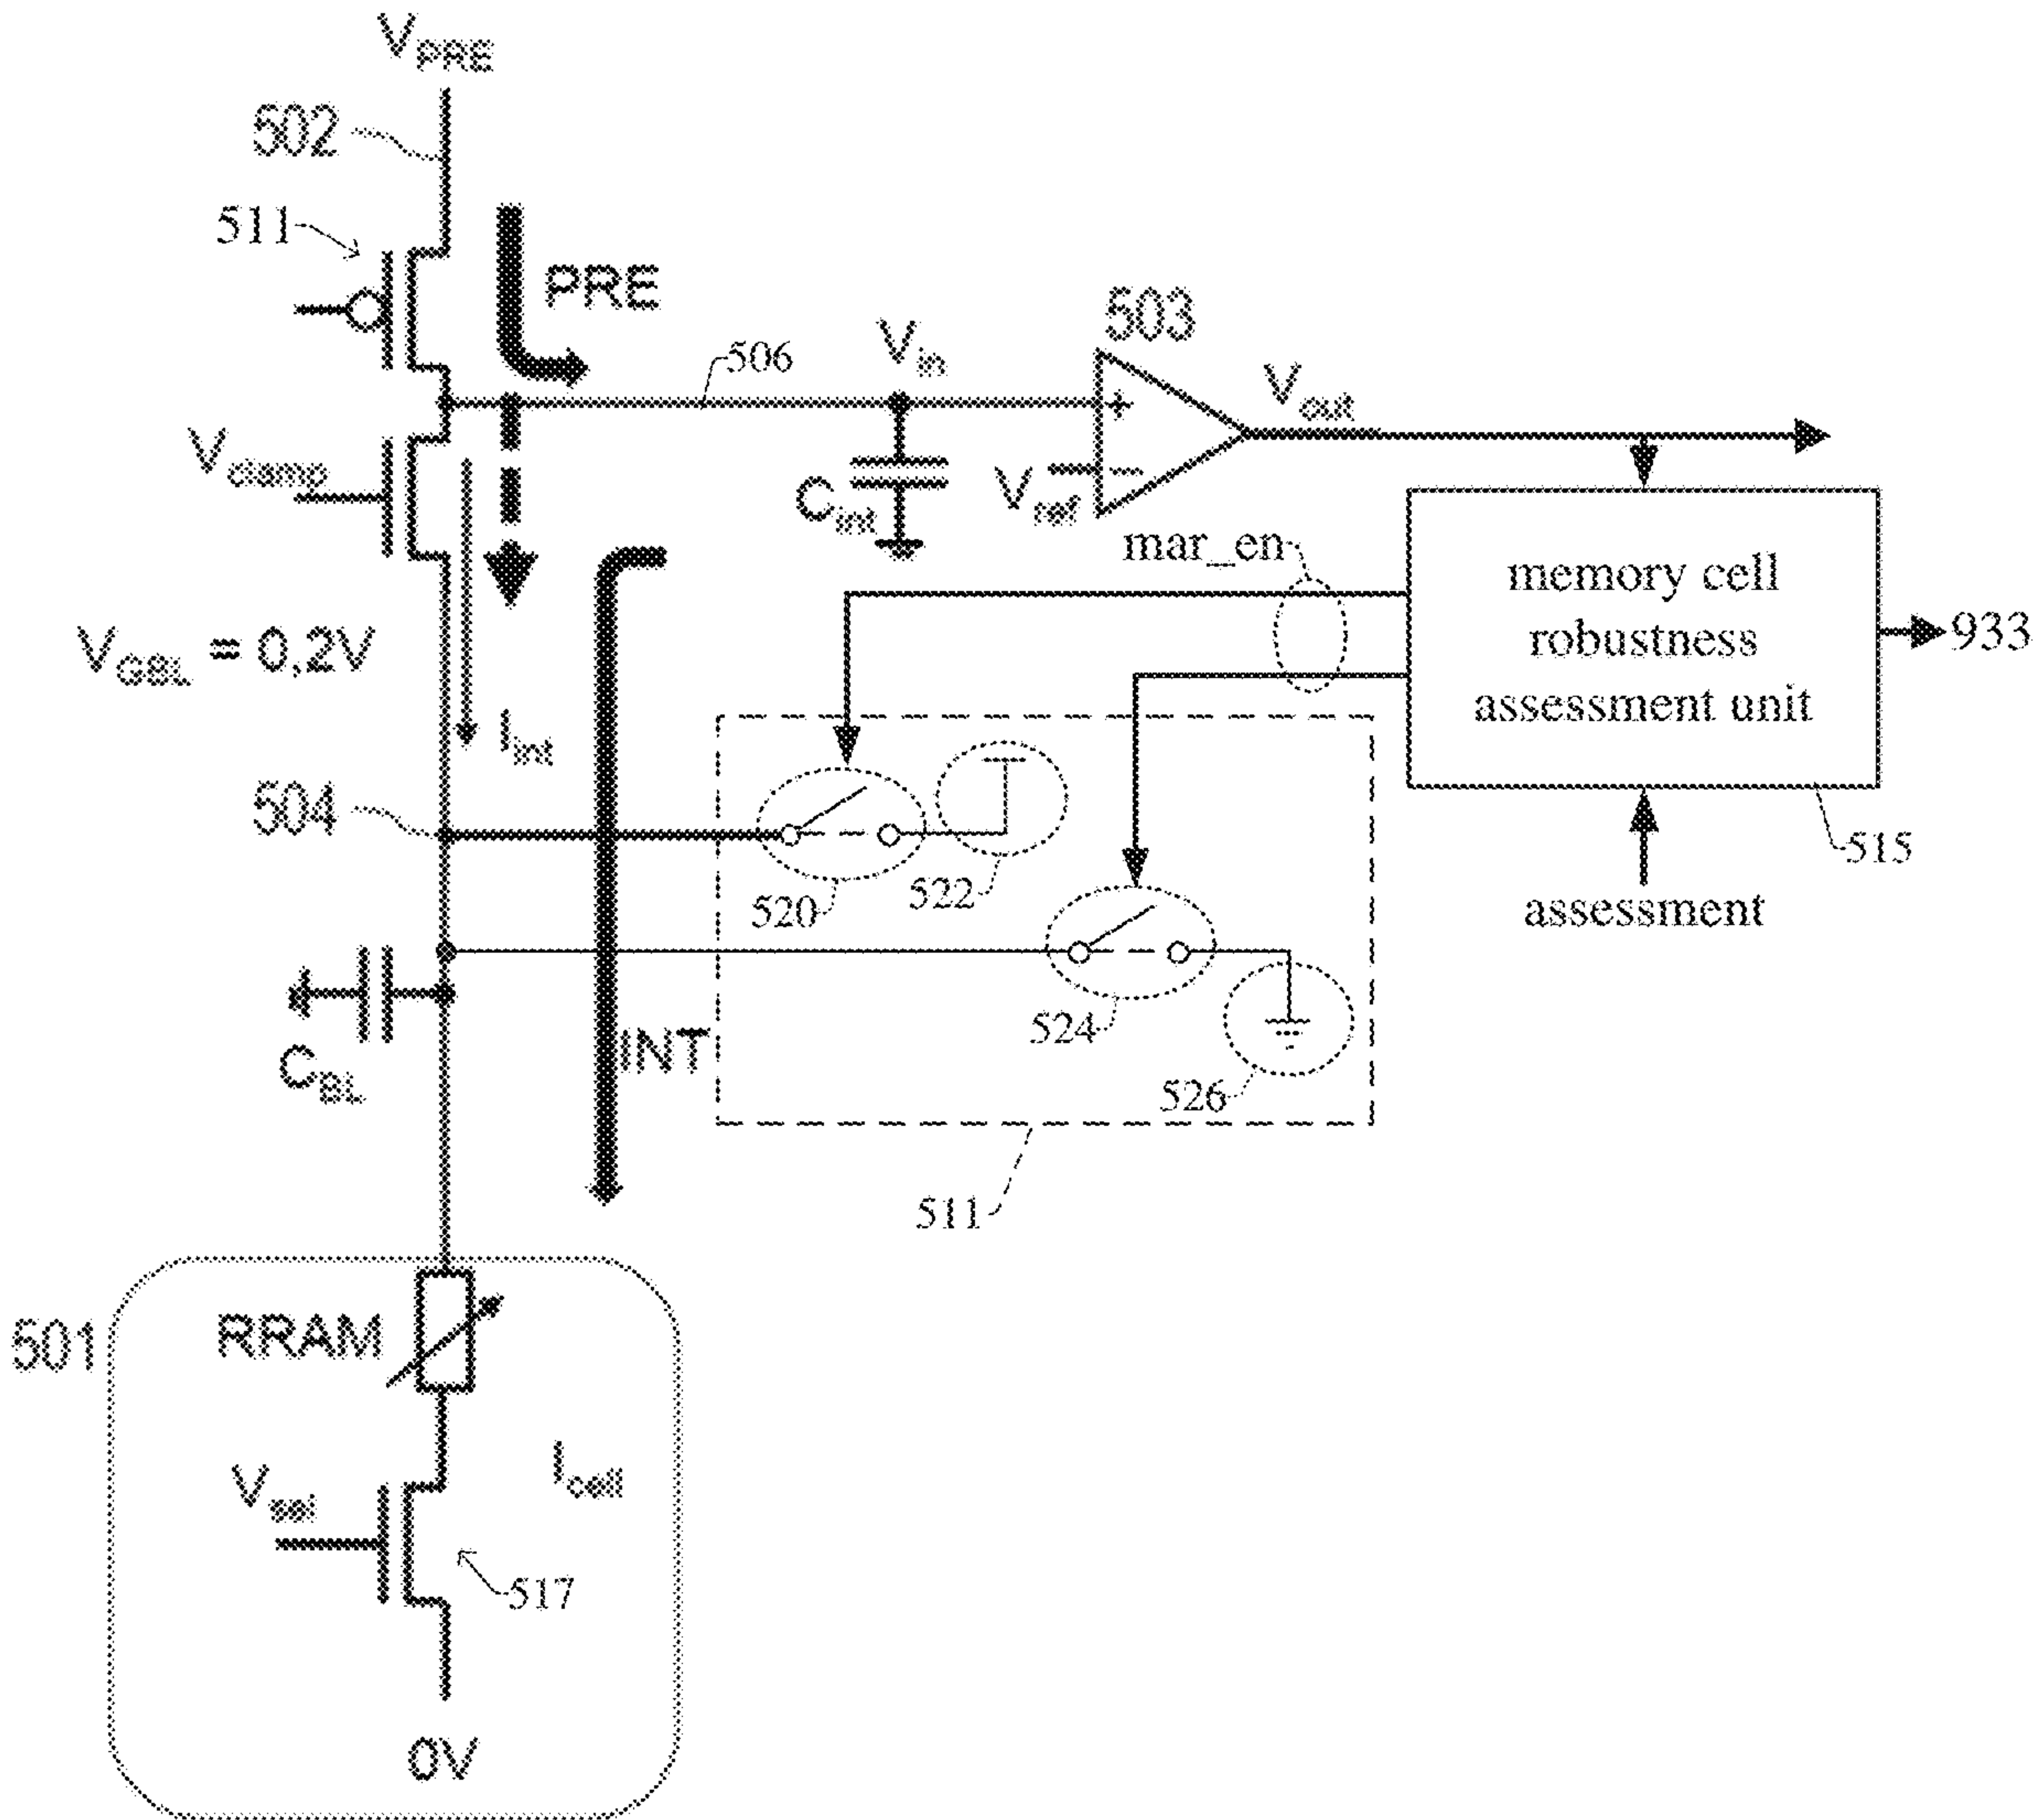 VPRE
502
511
PRE
503
506
Vin
Vout
Vclamp
Cint
Vref
mar_en
memory cell
robustness
assessment unit
933
VGBL = 0,2V
Iint
504
520
522
515
assessment
524
526
CBL
INT
511
501
RRAM
Icell
Vsel
517
0V